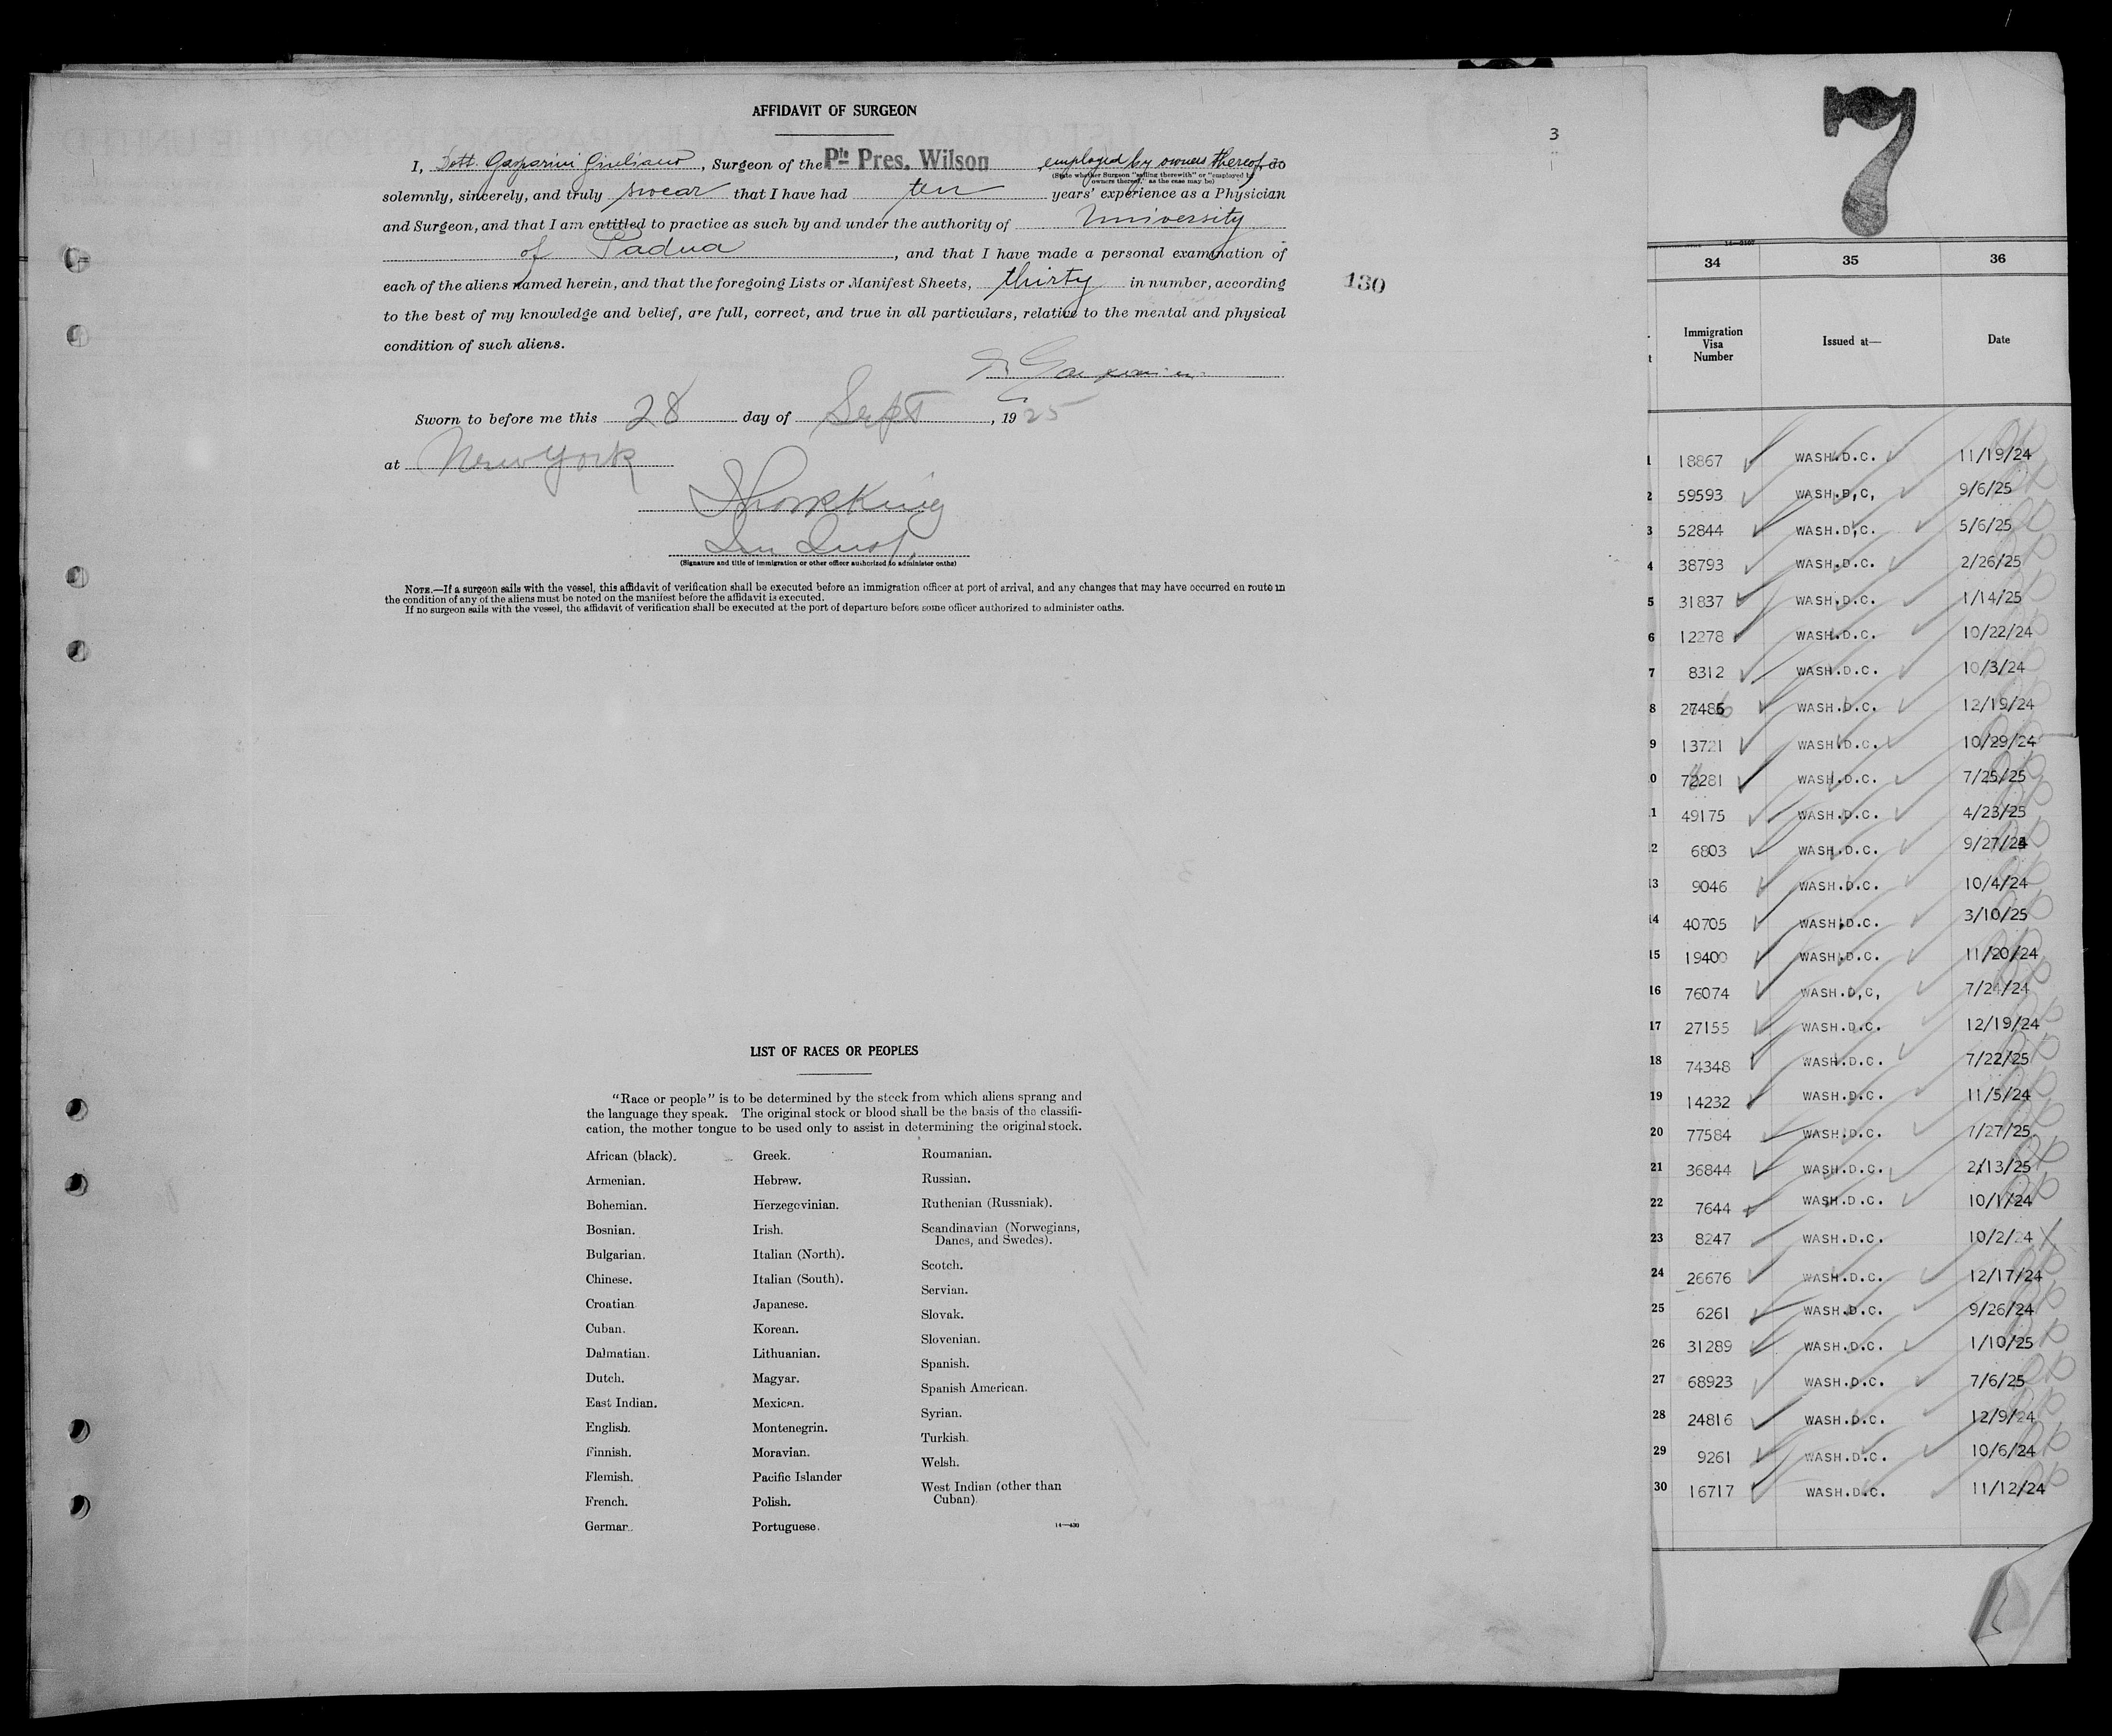 AFFIDAVIT OF SURGEON
3
I, Dott. Gasparini Giuliano, Surgeon of the Pte Pres. Wilson, employed by owners thereof, do
(State whether Surgeon "sailing therewith" or "employed by owners thereof," as the case may be)
solemnly, sincerely, and truly swear that I have had ten years' experience as a Physician
and Surgeon, and that I am entitled to practice as such by and under the authority of University
of Padua, and that I have made a personal examination of
each of the aliens named herein, and that the foregoing Lists or Manifest Sheets, thirty in number, according
130
to the best of my knowledge and belief, are full, correct, and true in all particulars, relative to the mental and physical
condition of such aliens.
G Gasparini
Sworn to before me this 28 day of Sept, 1925
at New York
(Signature and title of immigration or other officer authorized to administer oaths)
NOTE.—If a surgeon sails with the vessel, this affidavit of verification shall be executed before an immigration officer at port of arrival, and any changes that may have occurred en route in
the condition of any of the aliens must be noted on the manifest before the affidavit is executed.
If no surgeon sails with the vessel, the affidavit of verification shall be executed at the port of departure before some officer authorized to administer oaths.
LIST OF RACES OR PEOPLES
"Race or people" is to be determined by the stock from which aliens sprang and
the language they speak. The original stock or blood shall be the basis of the classifi-
cation, the mother tongue to be used only to assist in determining the original stock.
African (black).
Armenian.
Bohemian.
Bosnian.
Bulgarian.
Chinese.
Croatian
Cuban.
Dalmatian.
Dutch.
East Indian.
English.
Finnish.
Flemish.
French.
German.
Greek.
Hebrew.
Herzegovinian.
Irish.
Italian (North).
Italian (South).
Japanese.
Korean.
Lithuanian.
Magyar.
Mexican.
Montenegrin.
Moravian.
Pacific Islander
Polish.
Portuguese.
Roumanian.
Russian.
Ruthenian (Russniak).
Scandinavian (Norwegians,
Danes, and Swedes).
Scotch.
Servian.
Slovak.
Slovenian.
Spanish.
Spanish American.
Syrian.
Turkish.
Welsh.
West Indian (other than
Cuban).
14—430
7
34 35 36
Immigration Visa Number Issued at— Date
1 18867 WASH.D.C. 11/19/24
2 59593 WASH.D,C, 9/6/25
3 52844 WASH.D,C. 5/6/25
4 38793 WASH.D.C. 2/26/25
5 31837 WASH.D.C. 1/14/25
6 12278 WASH.D.C. 10/22/24
7 8312 WASH.D.C. 10/3/24
8 27486 WASH.D.C. 12/19/24
9 13721 WASH.D.C. 10/29/24
0 72281 WASH.D.C. 7/25/25
1 49175 WASH.D.C. 4/23/25
2 6803 WASH.D.C. 9/27/24
13 9046 WASH.D.C. 10/4/24
14 40705 WASH.D.C. 3/10/25
15 19400 WASH.D.C. 11/20/24
16 76074 WASH.D,C, 7/24/24
17 27155 WASH.D.C. 12/19/24
18 74348 WASH.D.C. 7/22/25
19 14232 WASH.D.C. 11/5/24
20 77584 WASH.D.C. 7/27/25
21 36844 WASH.D.C. 2/13/25
22 7644 WASH.D.C. 10/1/24
23 8247 WASH.D.C. 10/2/24
24 26676 WASH.D.C. 12/17/24
25 6261 WASH.D.C. 9/26/24
26 31289 WASH.D.C. 1/10/25
27 68923 WASH.D.C. 7/6/25
28 24816 WASH.D.C. 12/9/24
29 9261 WASH.D.C. 10/6/24
30 16717 WASH.D.C. 11/12/24